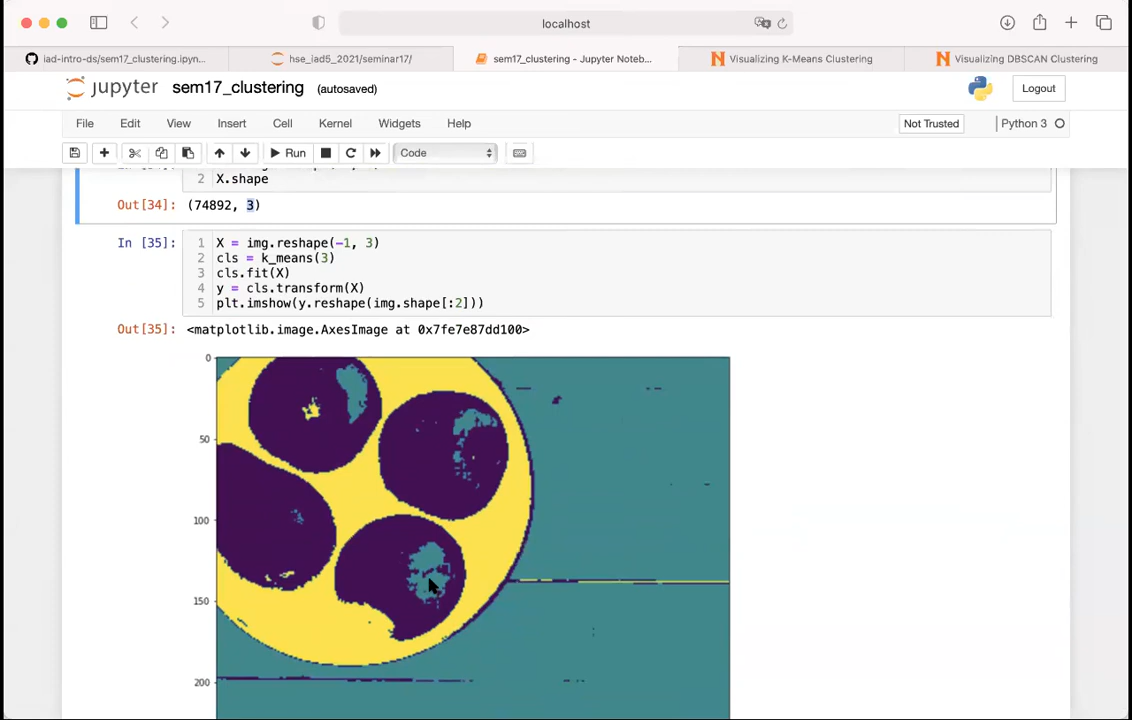 localhost
iad-intro-ds/sem17_clustering.ipyn...
hse_iad5_2021/seminar17/
sem17_clustering - Jupyter Noteb...
Visualizing K-Means Clustering
Visualizing DBSCAN Clustering
jupyter sem17_clustering (autosaved)
Logout
File Edit View Insert Cell Kernel Widgets Help
Not Trusted
Python 3
Run
Code
2 X.shape
Out[34]: (74892, 3)
In [35]: 1 X = img.reshape(-1, 3)
2 cls = k_means(3)
3 cls.fit(X)
4 y = cls.transform(X)
5 plt.imshow(y.reshape(img.shape[:2]))
Out[35]: <matplotlib.image.AxesImage at 0x7fe7e87dd100>
0
50
100
150
200